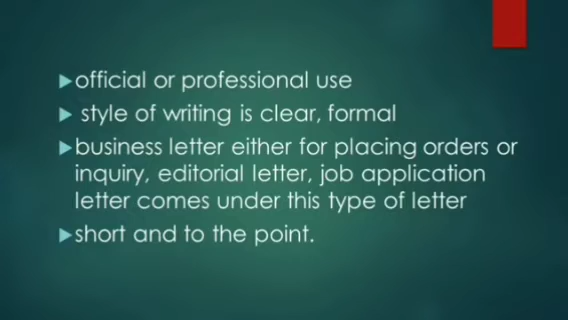 official or professional use
style of writing is clear, formal
business letter either for placing orders or
inquiry, editorial letter, job application
letter comes under this type of letter
short and to the point.